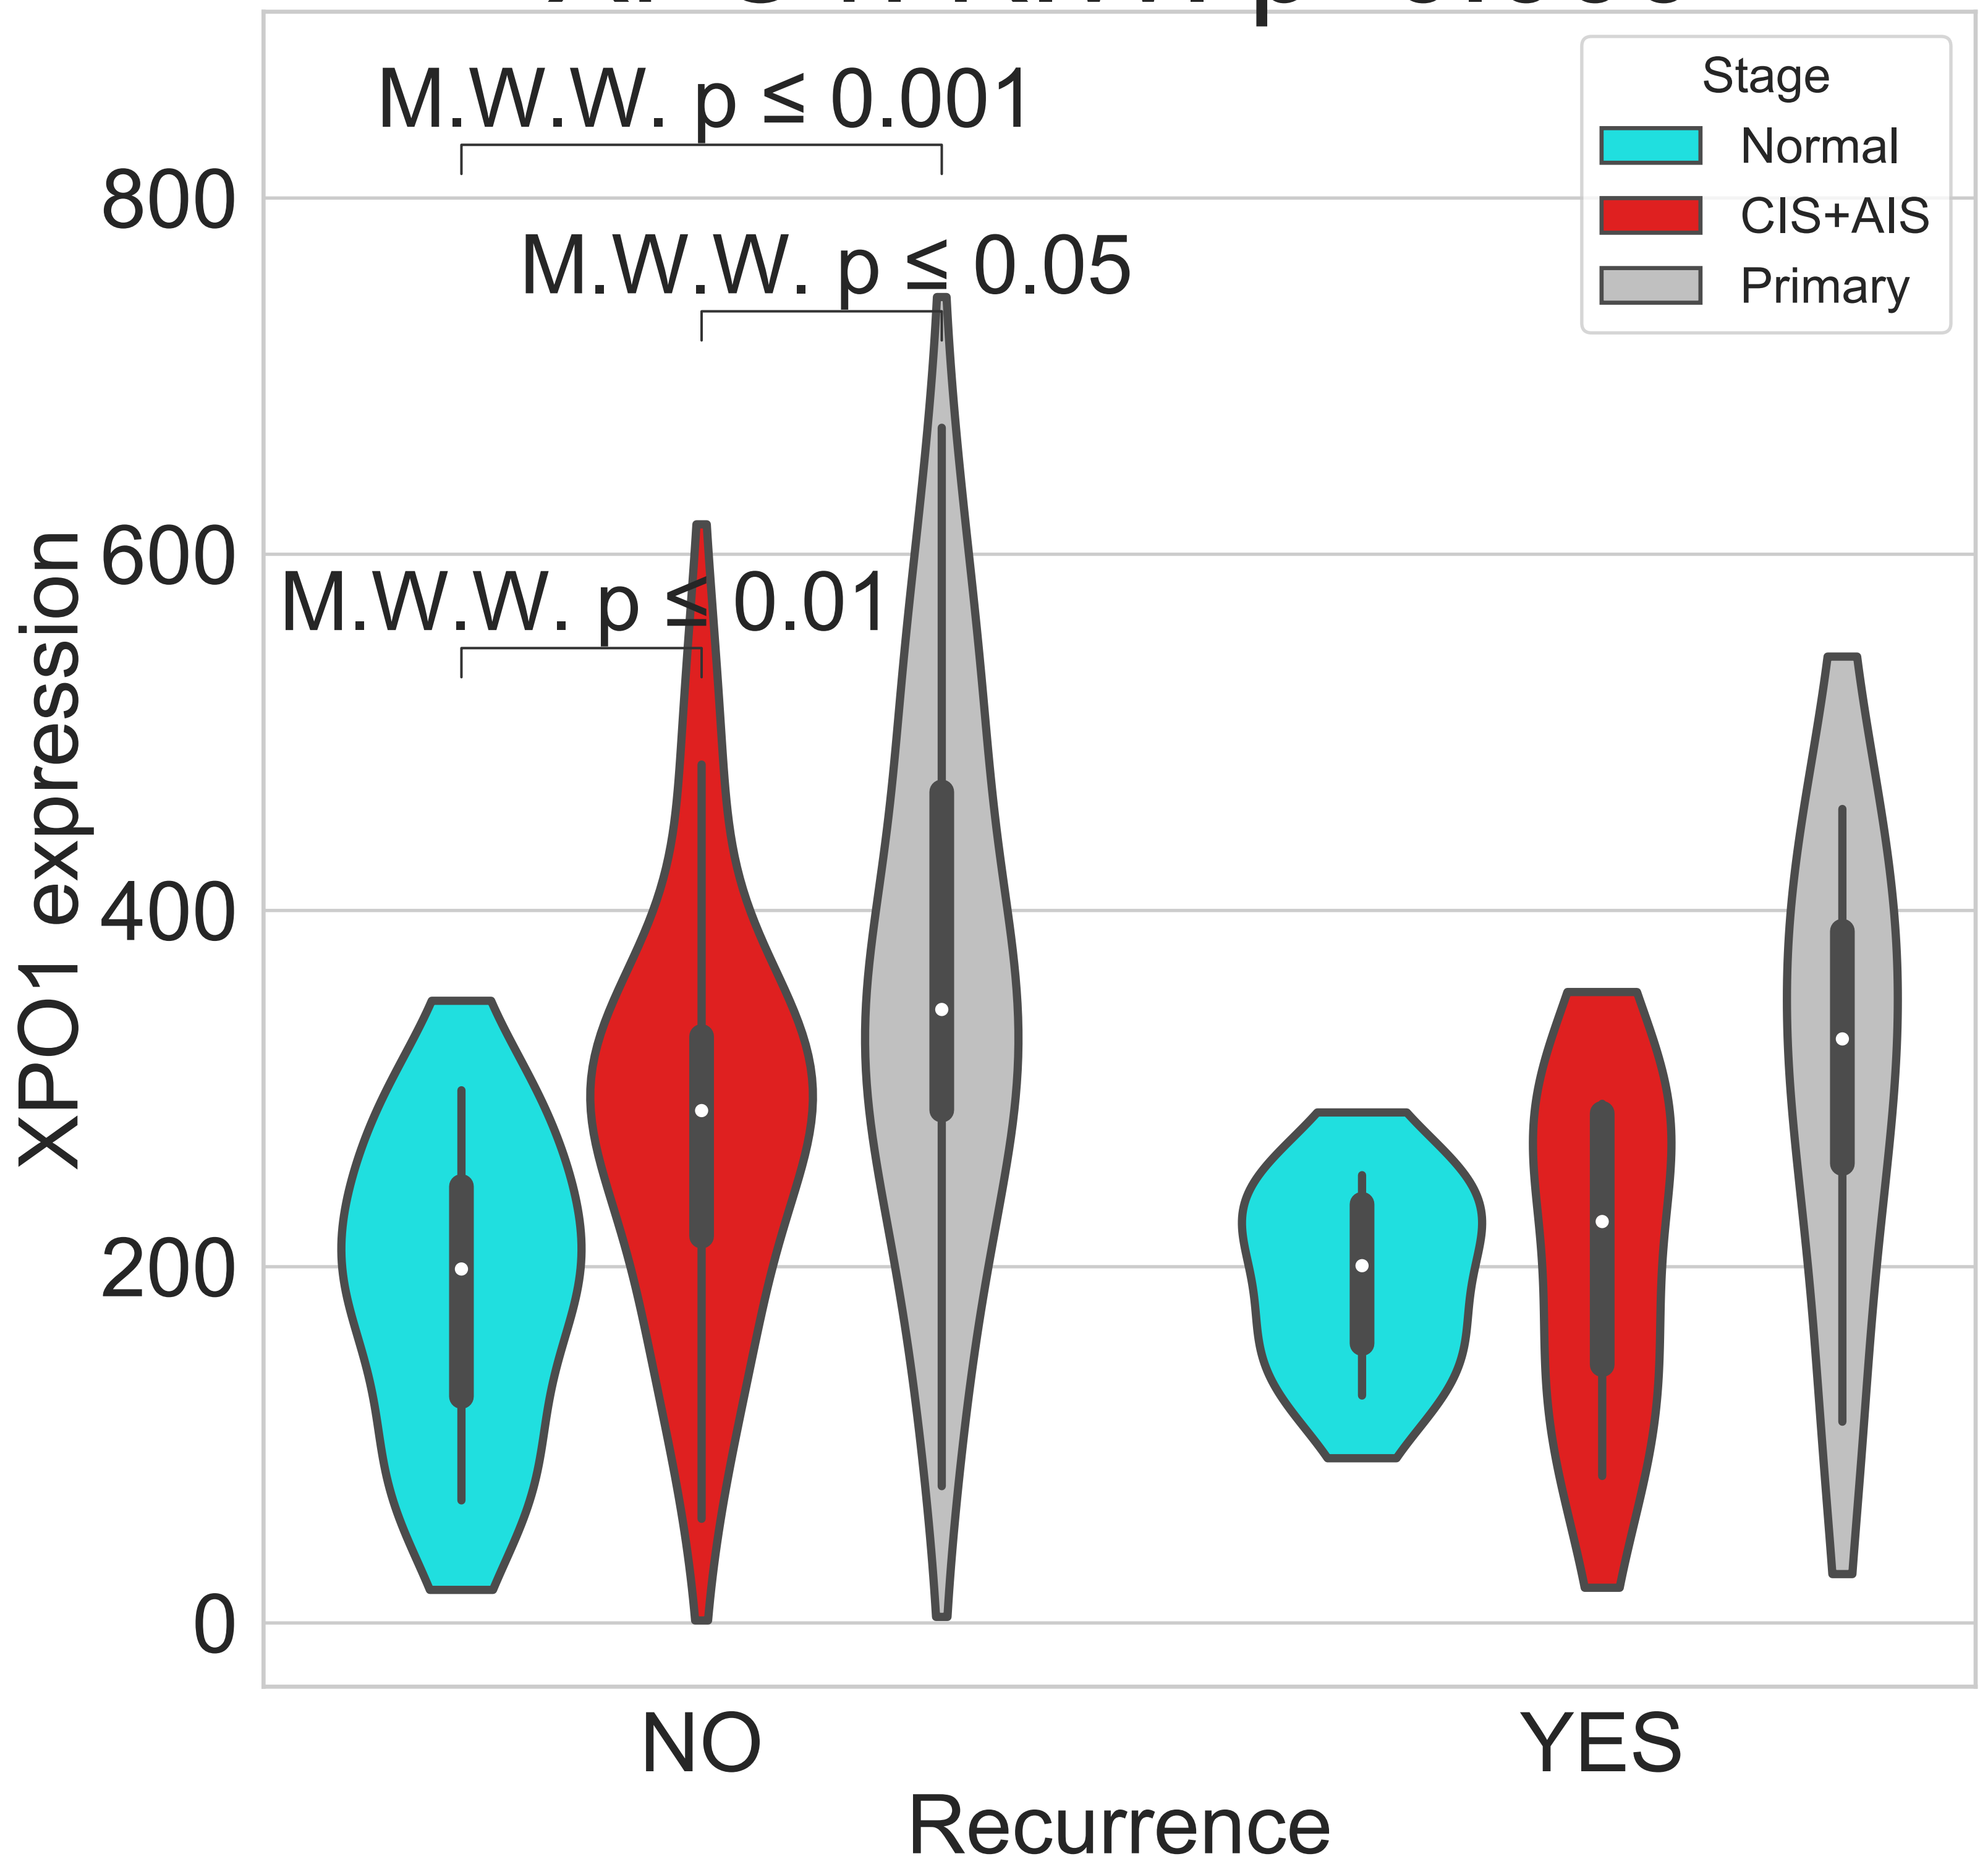 M.W.W. p ≤ 0.001
Stage
Normal
CIS+AIS
Primary
M.W.W. p ≤ 0.05
M.W.W. p ≤ 0.01
800
600
400
200
0
XPO1 expression
NO
YES
Recurrence